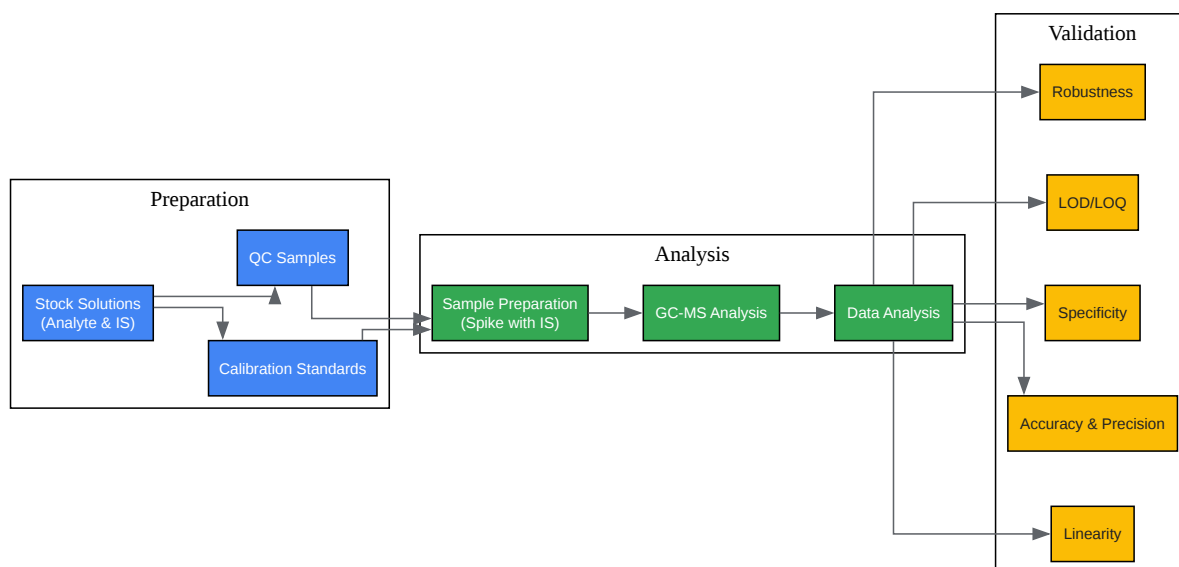 Preparation
Stock Solutions
(Analyte & IS)
QC Samples
Calibration Standards
Analysis
Sample Preparation
(Spike with IS)
GC-MS Analysis
Data Analysis
Validation
Robustness
LOD/LOQ
Specificity
Accuracy & Precision
Linearity